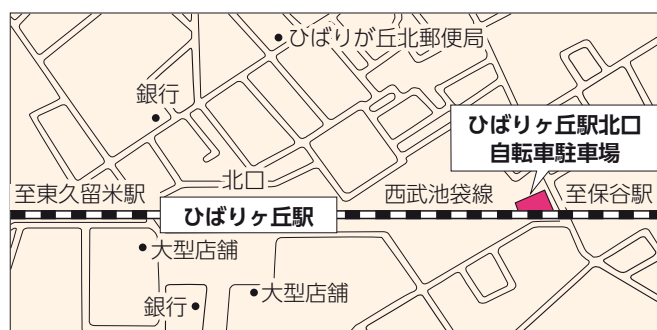 ひばりが丘北郵便局
銀行
ひばりヶ丘駅北口
自転車駐車場
北口
至東久留米駅
西武池袋線
至保谷駅
ひばりヶ丘駅
大型店舗
大型店舗
銀行